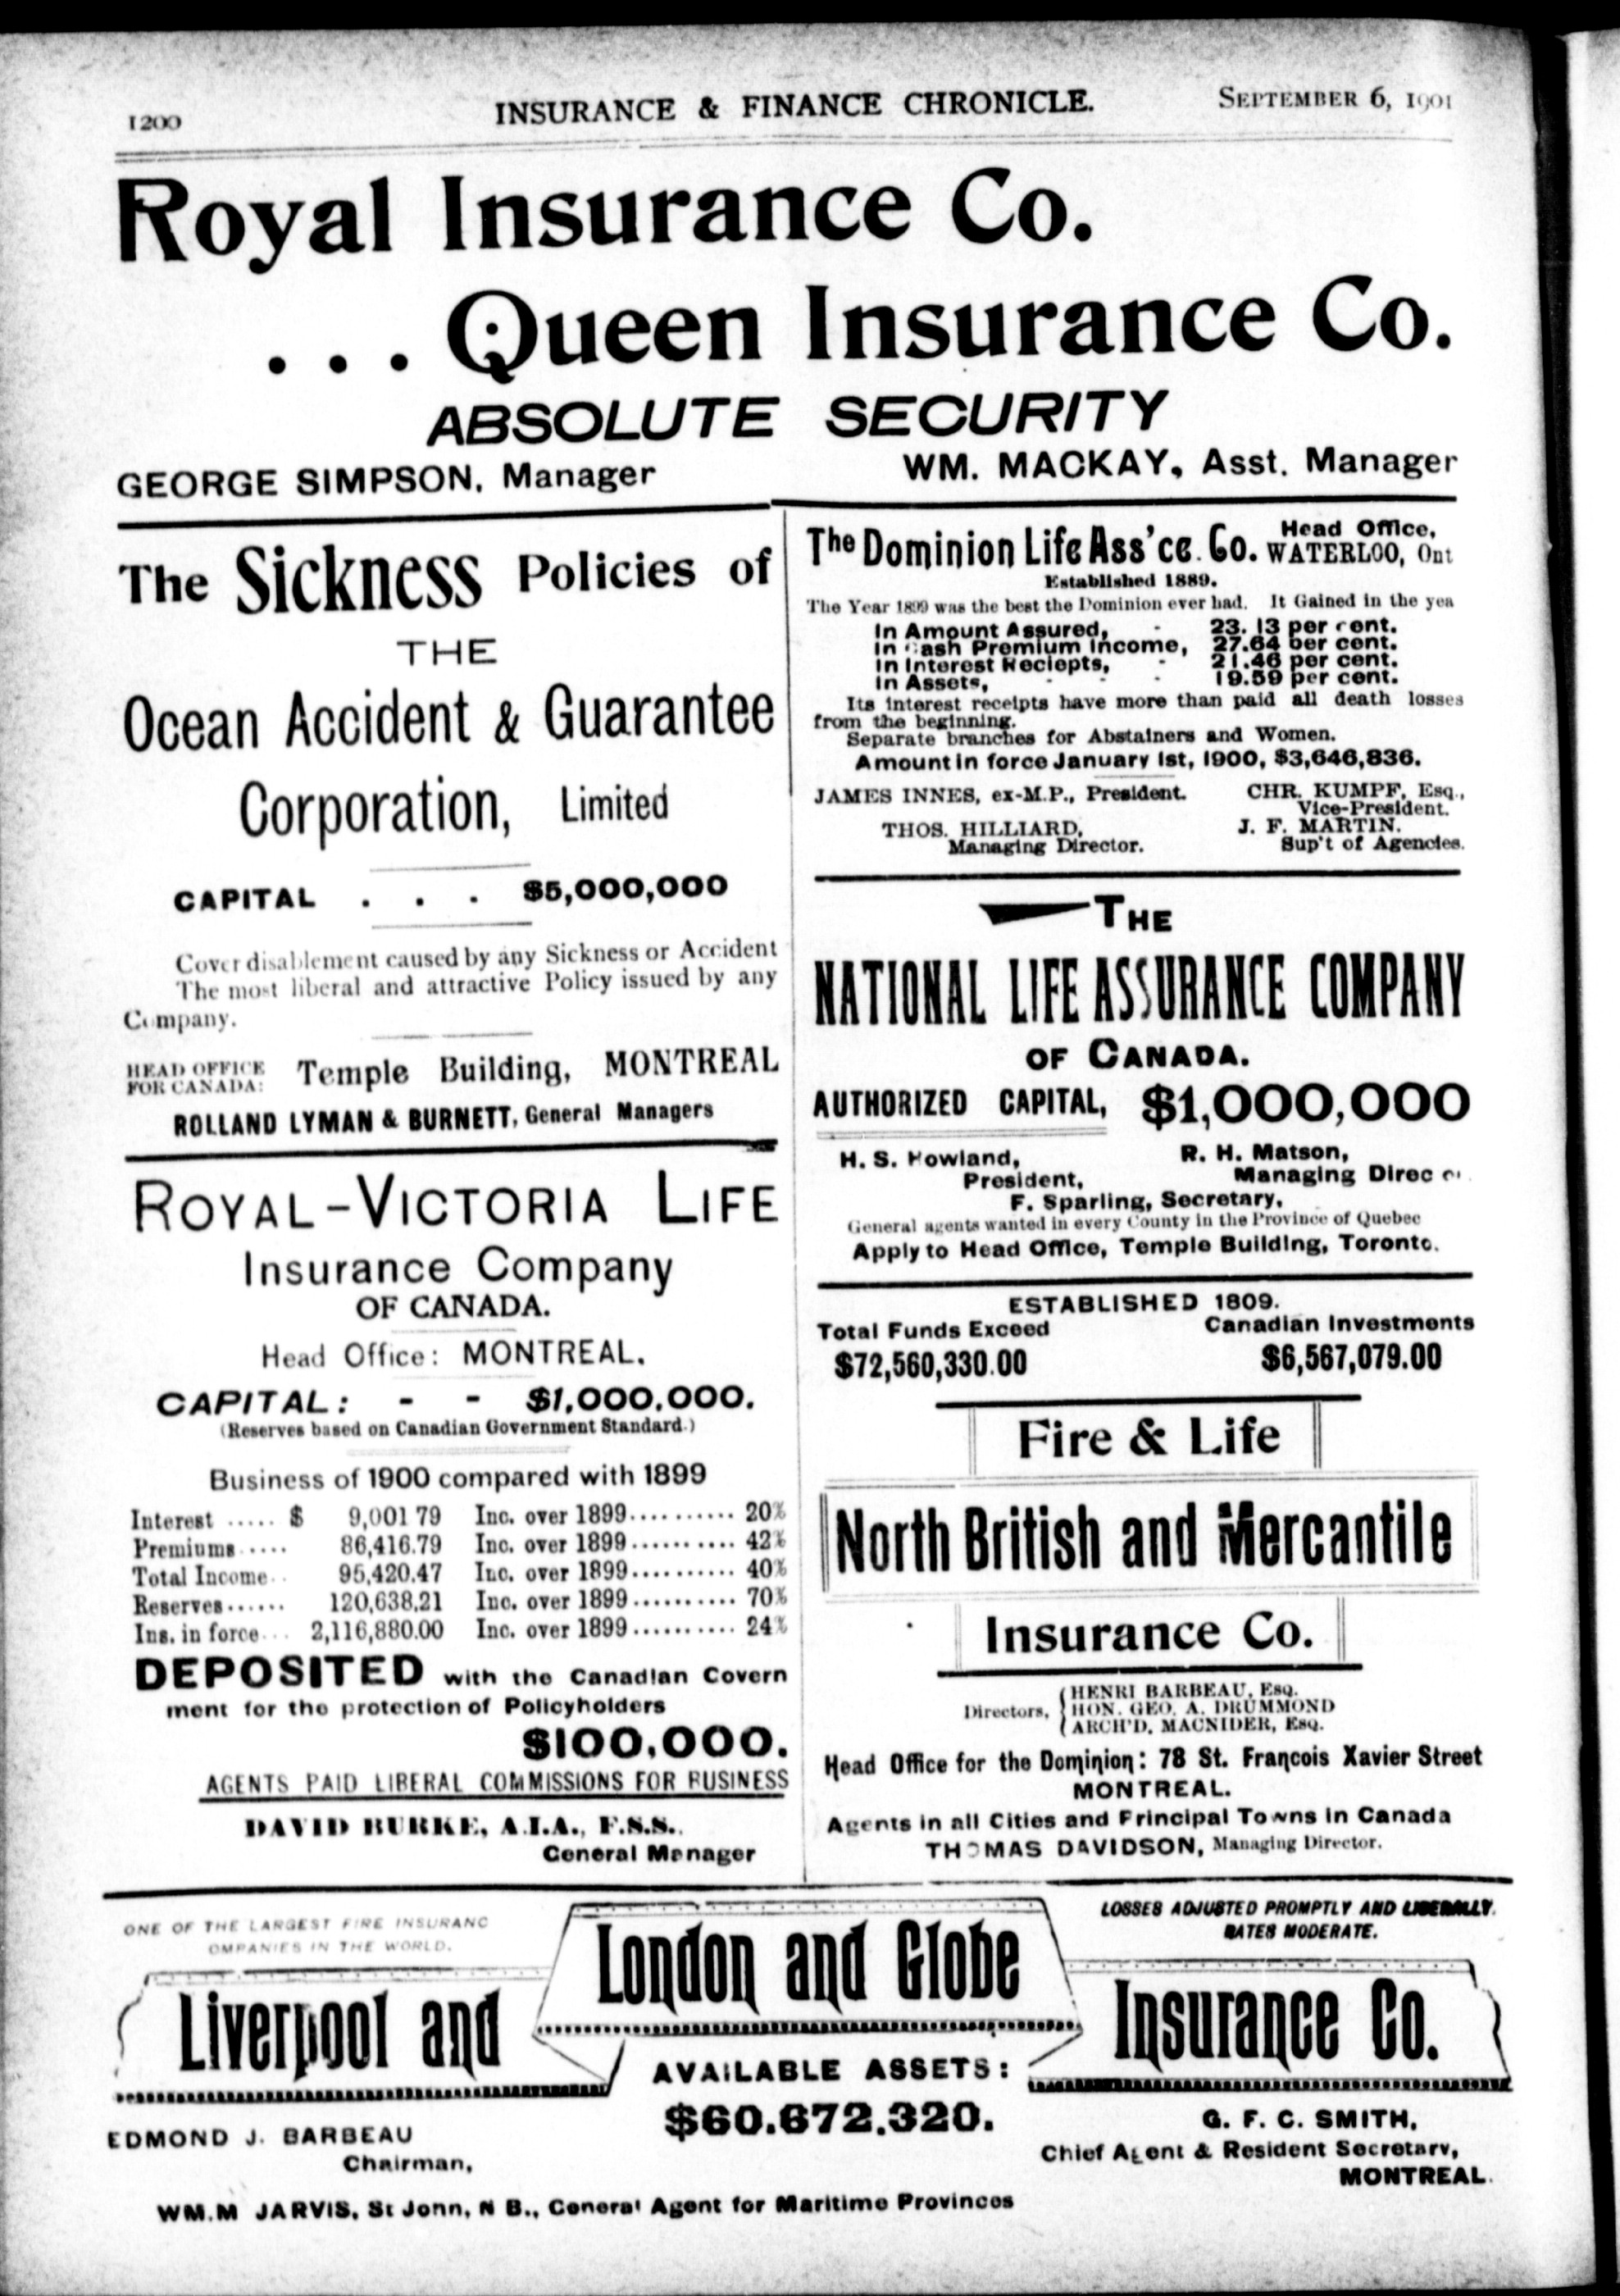 1200
INSURANCE & FINANCE CHRONICLE.
SEPTEMBER 6, 1901
Royal Insurance Co.
. . . Queen Insurance Co.
ABSOLUTE SECURITY
GEORGE SIMPSON, Manager
WM. MACKAY, Asst. Manager
The Sickness Policies of
THE
Ocean Accident & Guarantee
Corporation, Limited
CAPITAL . . . $5,000,000
Cover disablement caused by any Sickness or Accident
The most liberal and attractive Policy issued by any
Company.
HEAD OFFICE
FOR CANADA: Temple Building, MONTREAL
ROLLAND LYMAN & BURNETT, General Managers
ROYAL-VICTORIA LIFE
Insurance Company
OF CANADA.
Head Office: MONTREAL.
CAPITAL: - - $1,000,000.
(Reserves based on Canadian Government Standard.)
Business of 1900 compared with 1899
Interest ..... $ 9,001 79 Inc. over 1899.......... 20%
Premiums .... 86,416.79 Inc. over 1899.......... 42%
Total Income .. 95,420.47 Inc. over 1899.......... 40%
Reserves ...... 120,638.21 Inc. over 1899.......... 70%
Ins. in force ... 2,116,880.00 Inc. over 1899.......... 24%
DEPOSITED with the Canadian Govern
ment for the protection of Policyholders
$100,000.
AGENTS PAID LIBERAL COMMISSIONS FOR BUSINESS
DAVID BURKE, A.I.A., F.S.S.,
General Manager
The Dominion Life Ass'ce. Co. Head Office,
WATERLOO, Ont
Established 1889.
The Year 1899 was the best the Dominion ever had. It Gained in the yea
In Amount Assured, - 23.13 per cent.
In Cash Premium Income, 27.64 per cent.
In Interest Reciepts, - 21.46 per cent.
In Assets, - - - 19.59 per cent.
Its interest receipts have more than paid all death losses
from the beginning.
Separate branches for Abstainers and Women.
Amount in force January 1st, 1900, $3,646,836.
JAMES INNES, ex-M.P., President.
CHR. KUMPF, Esq.,
Vice-President.
THOS. HILLIARD,
Managing Director.
J. F. MARTIN.
Sup't of Agencies.
THE
NATIONAL LIFE ASSURANCE COMPANY
OF CANADA.
AUTHORIZED CAPITAL, $1,000,000
H. S. Howland,
President,
R. H. Matson,
Managing Direc or
F. Sparling, Secretary,
General agents wanted in every County in the Province of Quebec
Apply to Head Office, Temple Building, Toronto.
ESTABLISHED 1809.
Total Funds Exceed
Canadian Investments
$72,560,330.00
$6,567,079.00
Fire & Life
North British and Mercantile
Insurance Co.
Directors, HENRI BARBEAU, Esq.
HON. GEO. A. DRUMMOND
ARCH'D. MACNIDER, Esq.
Head Office for the Dominion: 78 St. François Xavier Street
MONTREAL.
Agents in all Cities and Principal Towns in Canada
THOMAS DAVIDSON, Managing Director.
ONE OF THE LARGEST FIRE INSURANC
OMPANIES IN THE WORLD.
LOSSES ADJUSTED PROMPTLY AND LIBERALLY.
RATES MODERATE.
Liverpool and London and Globe Insurance Co.
AVAILABLE ASSETS:
$60,672,320.
EDMOND J. BARBEAU
Chairman,
G. F. C. SMITH,
Chief Agent & Resident Secretary,
MONTREAL.
WM.M JARVIS, St John, N B., General Agent for Maritime Provinces